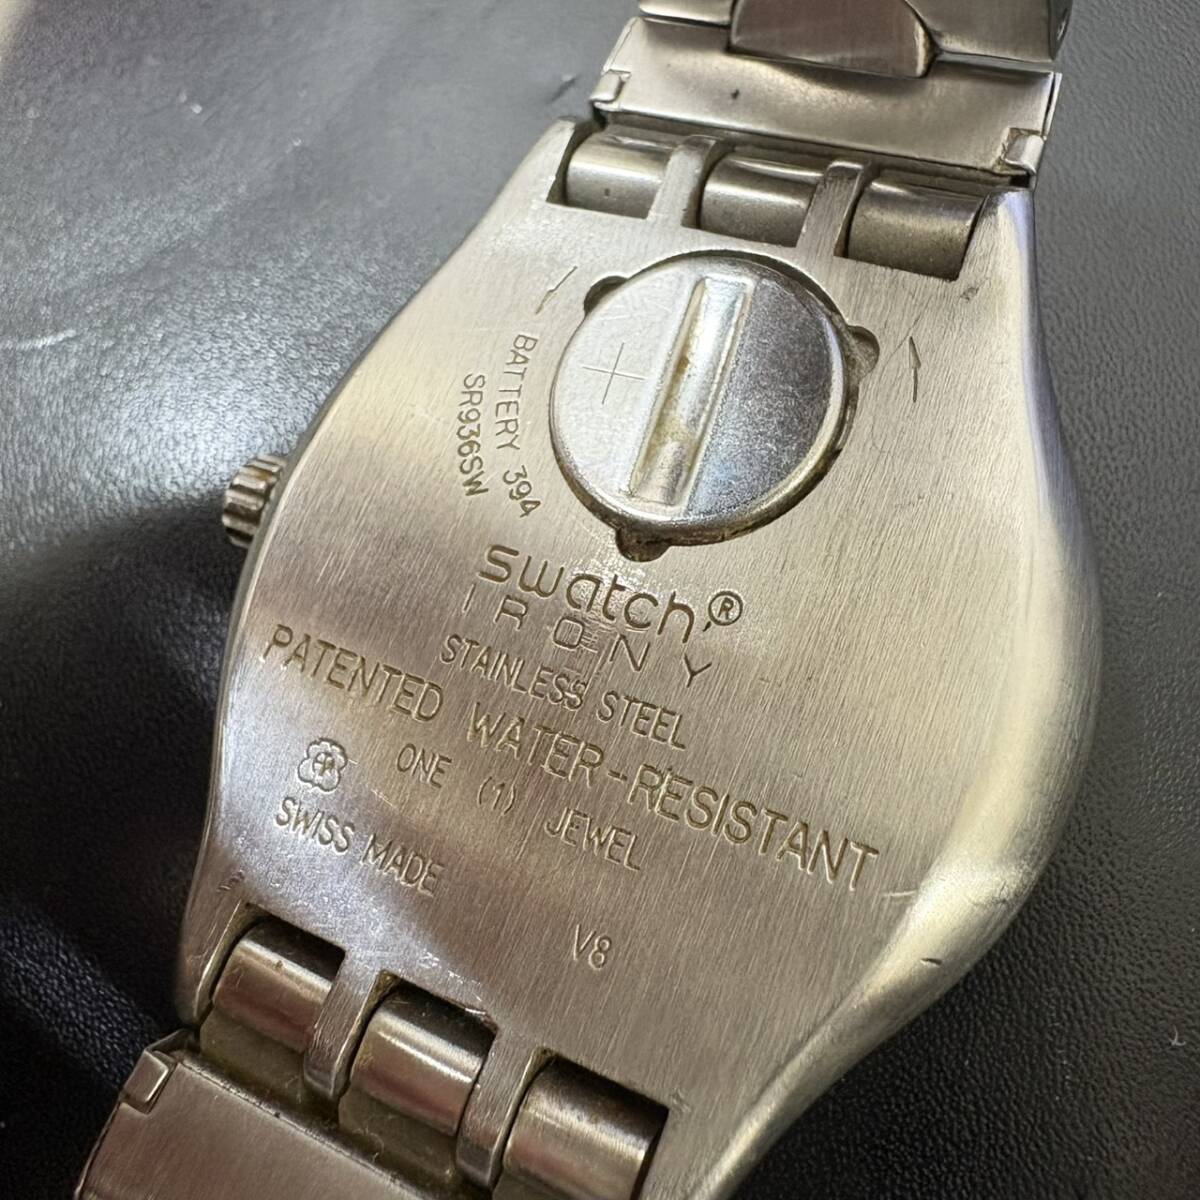 BATTERY 394
SR936SW
swatch®
IRONY
STAINLESS STEEL
PATENTED WATER-RESISTANT
ONE (1) JEWEL
SWISS MADE
V8
+